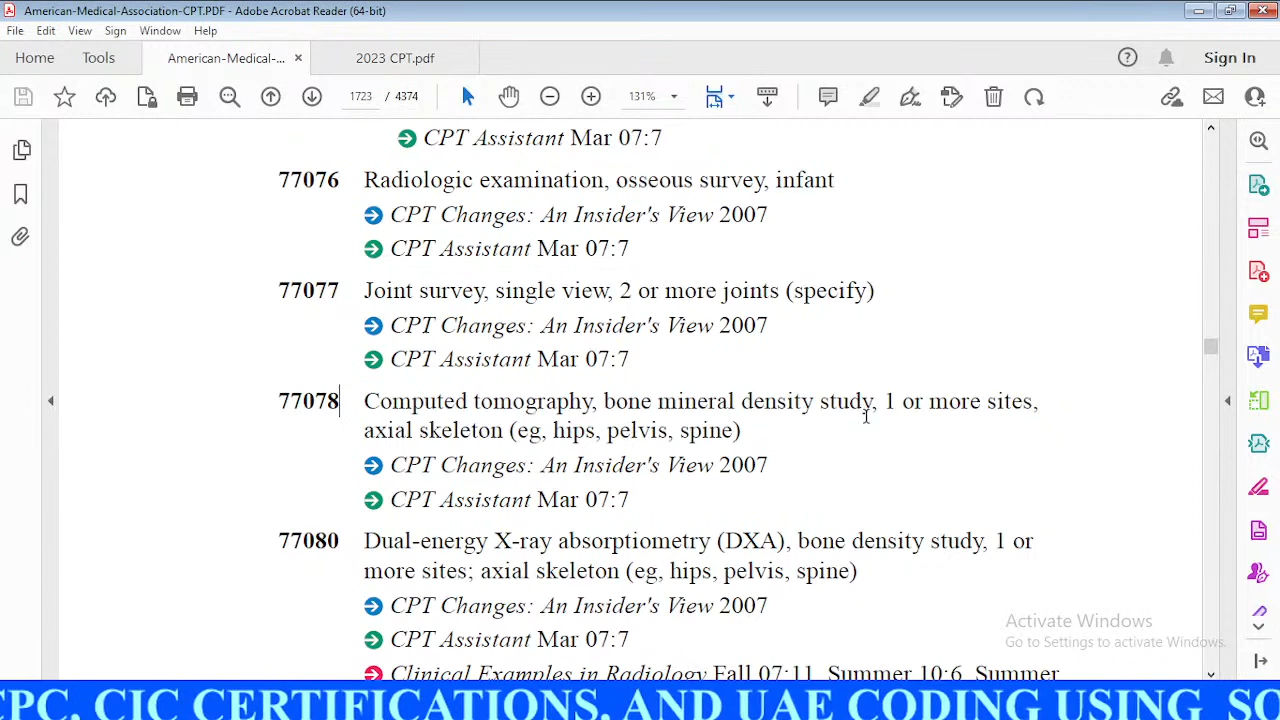 American-Medical-Association-CPT.PDF - Adobe Acrobat Reader (64-bit)
File Edit View Sign Window Help
Home Tools American-Medical-... × 2023 CPT.pdf Sign In
1723 / 4374 131%
CPT Assistant Mar 07:7
77076 Radiologic examination, osseous survey, infant
CPT Changes: An Insider's View 2007
CPT Assistant Mar 07:7
77077 Joint survey, single view, 2 or more joints (specify)
CPT Changes: An Insider's View 2007
CPT Assistant Mar 07:7
77078 Computed tomography, bone mineral density study, 1 or more sites,
axial skeleton (eg, hips, pelvis, spine)
CPT Changes: An Insider's View 2007
CPT Assistant Mar 07:7
77080 Dual-energy X-ray absorptiometry (DXA), bone density study, 1 or
more sites; axial skeleton (eg, hips, pelvis, spine)
CPT Changes: An Insider's View 2007
CPT Assistant Mar 07:7
Clinical Examples in Radiology Fall 07:11, Summer 10:6, Summer
Activate Windows
Go to Settings to activate Windows.
CPC, CIC CERTIFICATIONS, AND UAE CODING USING SO